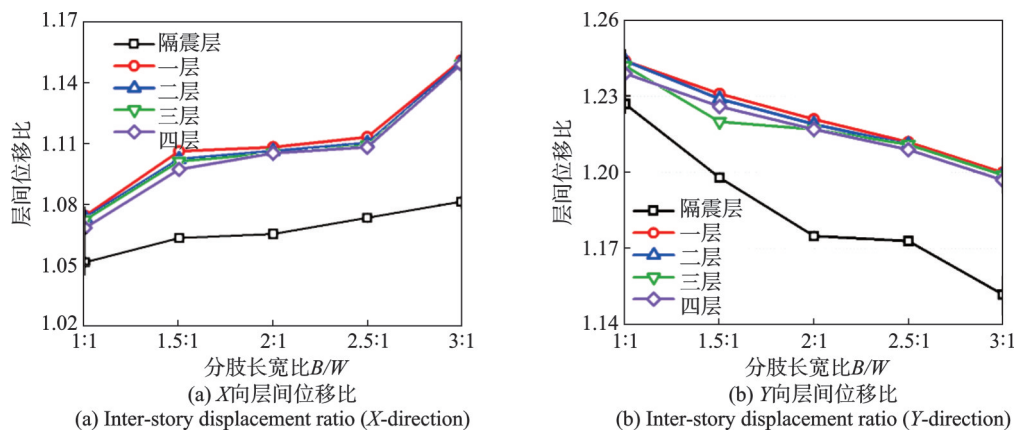 1.17
1.14
1.11
1.08
1.05
1.02
层间位移比
隔震层
一层
二层
三层
四层
1:1
1.5:1
2:1
2.5:1
3:1
分肢长宽比B/W
(a) X向层间位移比
(a) Inter-story displacement ratio (X-direction)
1.26
1.23
1.20
1.17
1.14
层间位移比
隔震层
一层
二层
三层
四层
1:1
1.5:1
2:1
2.5:1
3:1
分肢长宽比B/W
(b) Y向层间位移比
(b) Inter-story displacement ratio (Y-direction)